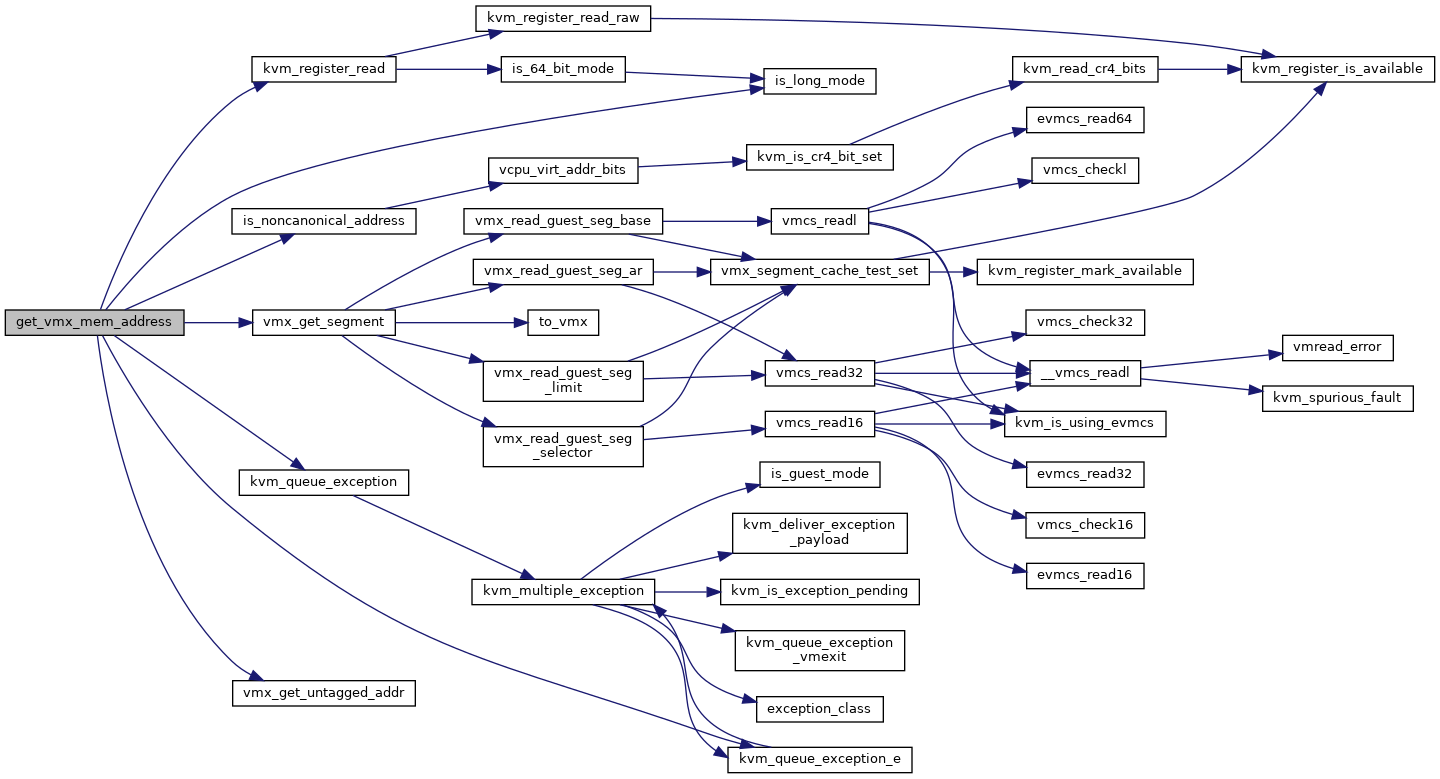 kvm_register_read_raw
kvm_register_read
is_64_bit_mode
is_long_mode
kvm_read_cr4_bits
kvm_register_is_available
evmcs_read64
vcpu_virt_addr_bits
kvm_is_cr4_bit_set
vmcs_checkl
is_noncanonical_address
vmx_read_guest_seg_base
vmcs_readl
vmx_read_guest_seg_ar
vmx_segment_cache_test_set
kvm_register_mark_available
get_vmx_mem_address
vmx_get_segment
to_vmx
vmcs_check32
vmread_error
vmx_read_guest_seg
_limit
vmcs_read32
__vmcs_readl
kvm_spurious_fault
vmx_read_guest_seg
_selector
vmcs_read16
kvm_is_using_evmcs
kvm_queue_exception
is_guest_mode
evmcs_read32
kvm_deliver_exception
_payload
vmcs_check16
evmcs_read16
kvm_multiple_exception
kvm_is_exception_pending
kvm_queue_exception
_vmexit
vmx_get_untagged_addr
exception_class
kvm_queue_exception_e